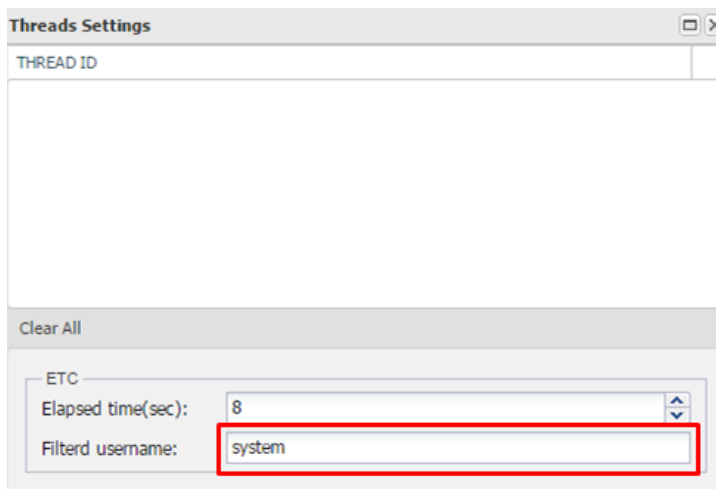 Threads Settings
THREAD ID
Clear All
ETC
Elapsed time(sec): 8
Filterd username: system